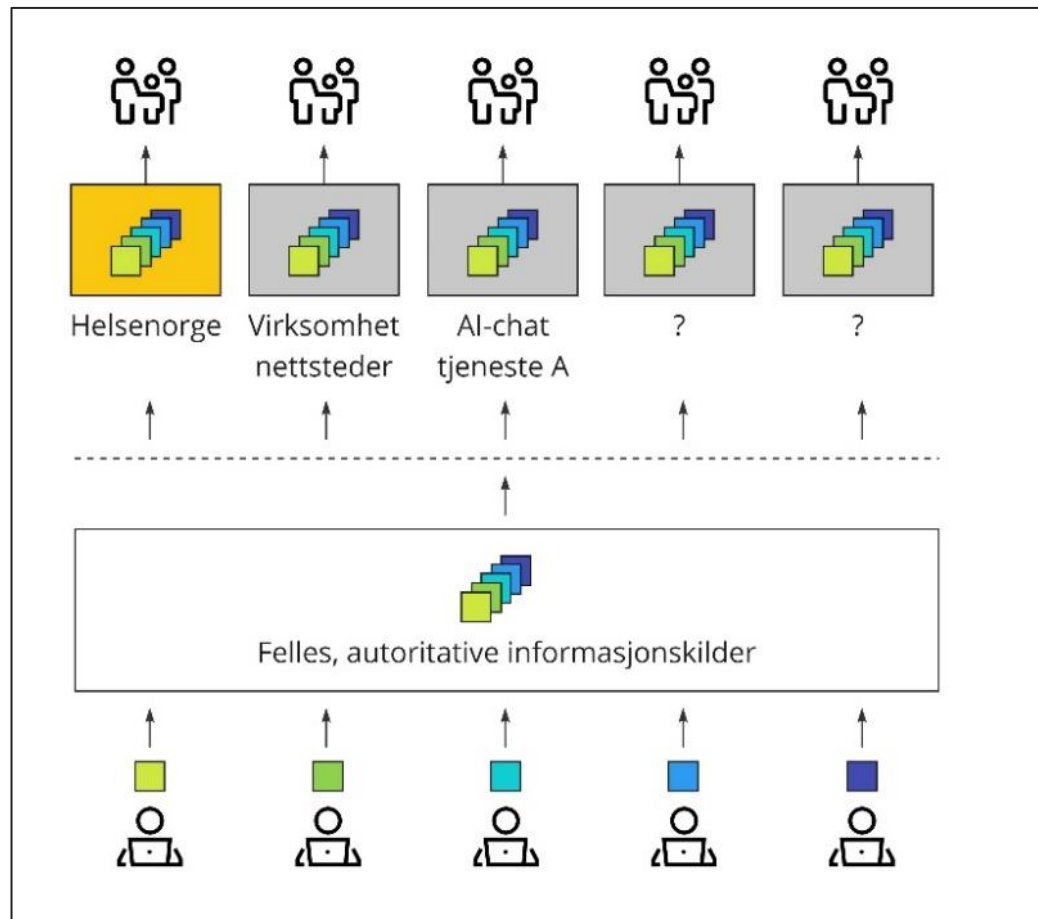 Helsenorge
Virksomhet
nettsteder
AI-chat
tjeneste A
?
?
Felles, autoritative informasjonskilder